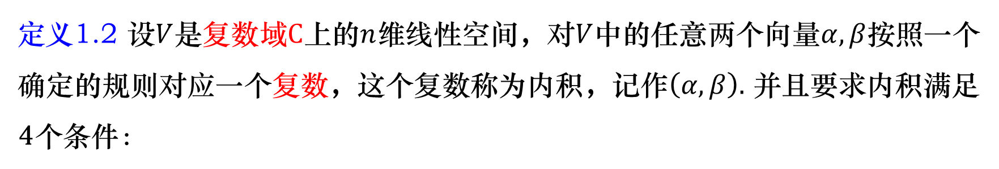 定义1.2 设V是复数域C上的n维线性空间，对V中的任意两个向量α,β按照一个
确定的规则对应一个复数，这个复数称为内积，记作(α,β). 并且要求内积满足
4个条件: